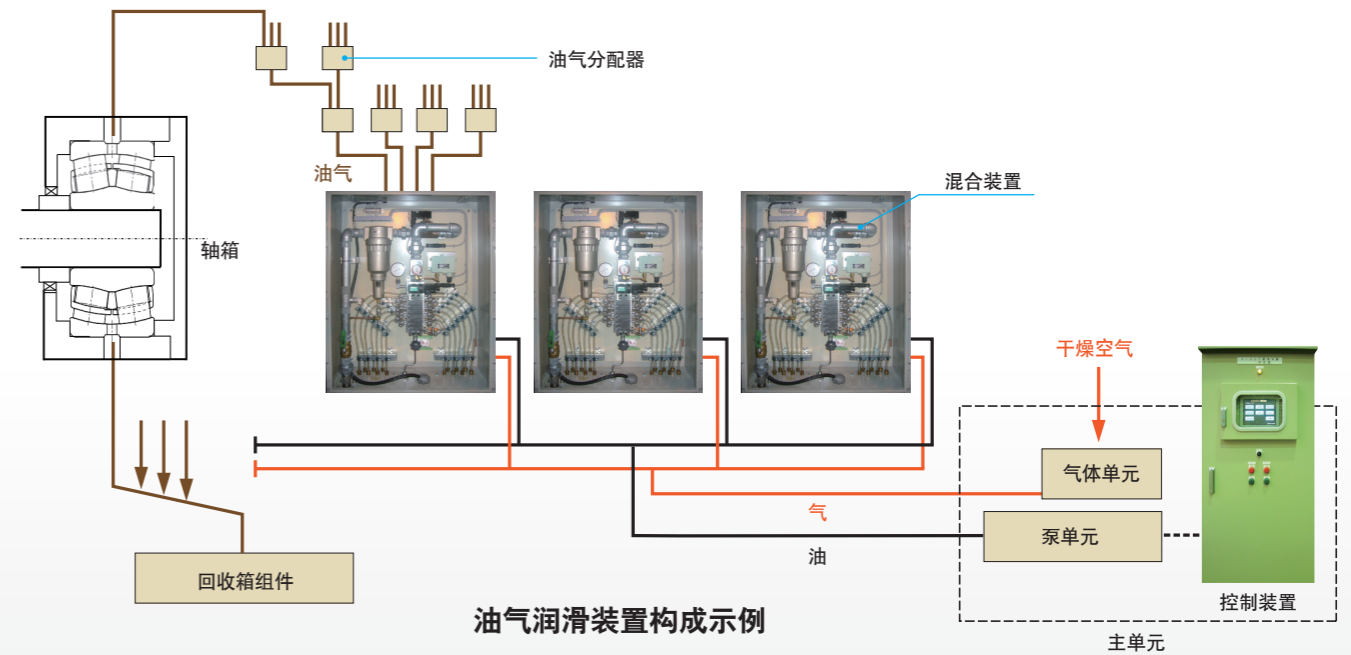 油气分配器
油气
混合装置
轴箱
干燥空气
气体单元
气
泵单元
油
回收箱组件
控制装置
油气润滑装置构成示例
主单元